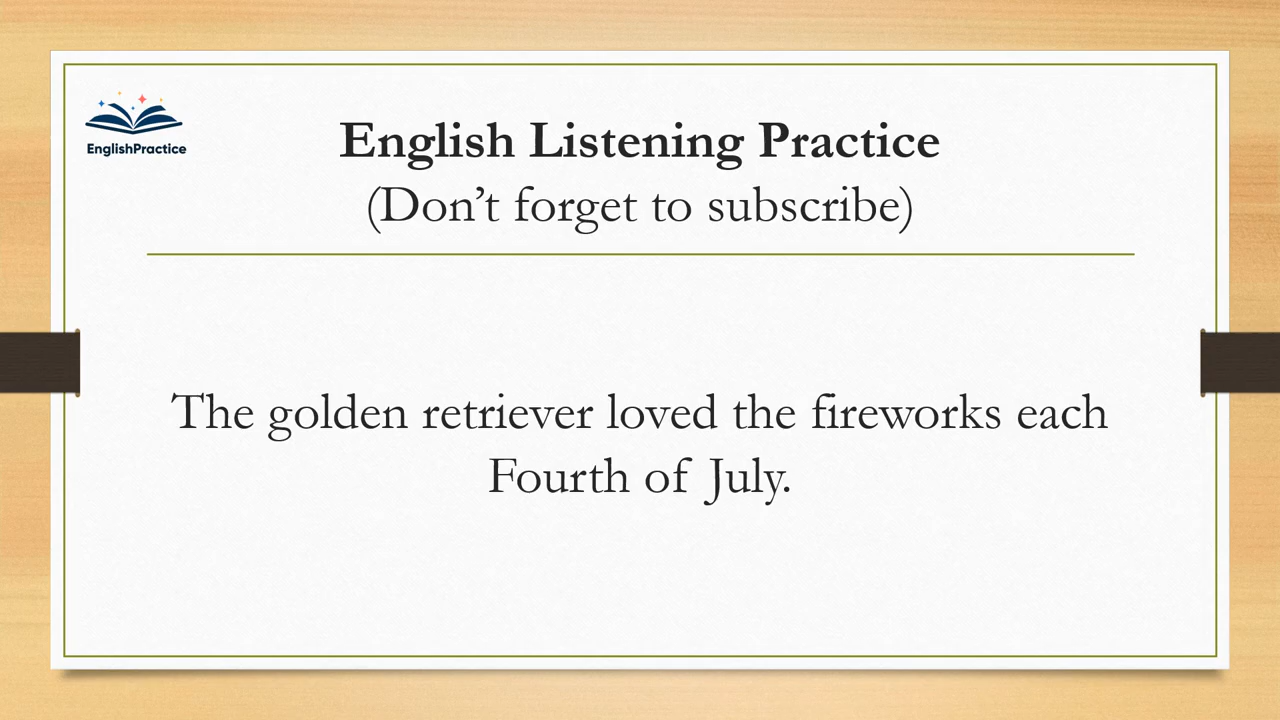 EnglishPractice
English Listening Practice
(Don’t forget to subscribe)
The golden retriever loved the fireworks each
Fourth of July.